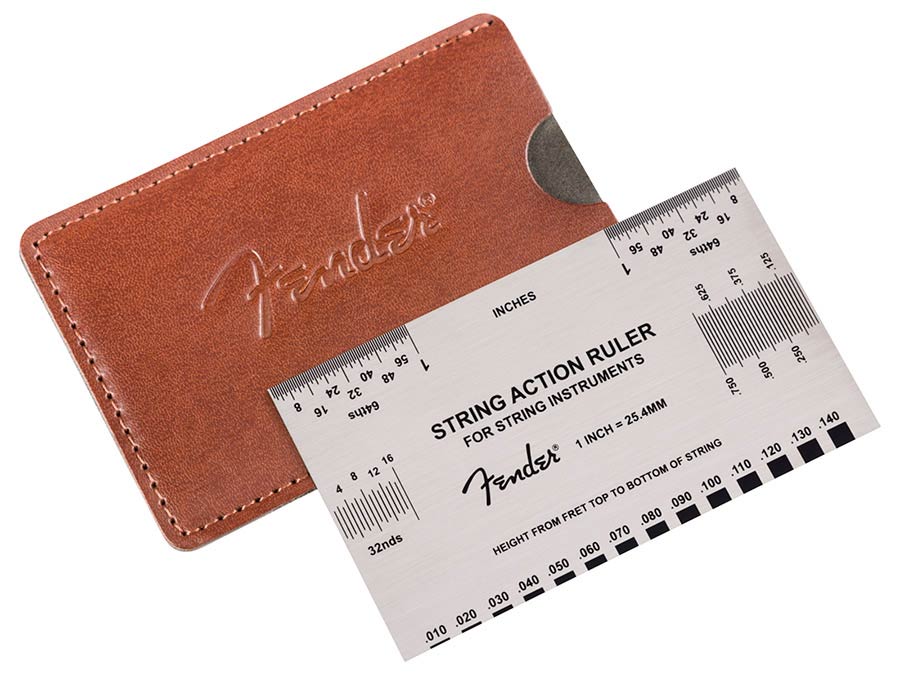 Fender®
INCHES
8 16 24 32 40 48 56 1
64ths
1 56 48 40 32 24 16 8
64ths
STRING ACTION RULER
FOR STRING INSTRUMENTS
Fender® 1 INCH = 25.4MM
4 8 12 16
32nds
.625 .375 .125
.750 .500 .250
HEIGHT FROM FRET TOP TO BOTTOM OF STRING
.010 .020 .030 .040 .050 .060 .070 .080 .090 .100 .110 .120 .130 .140